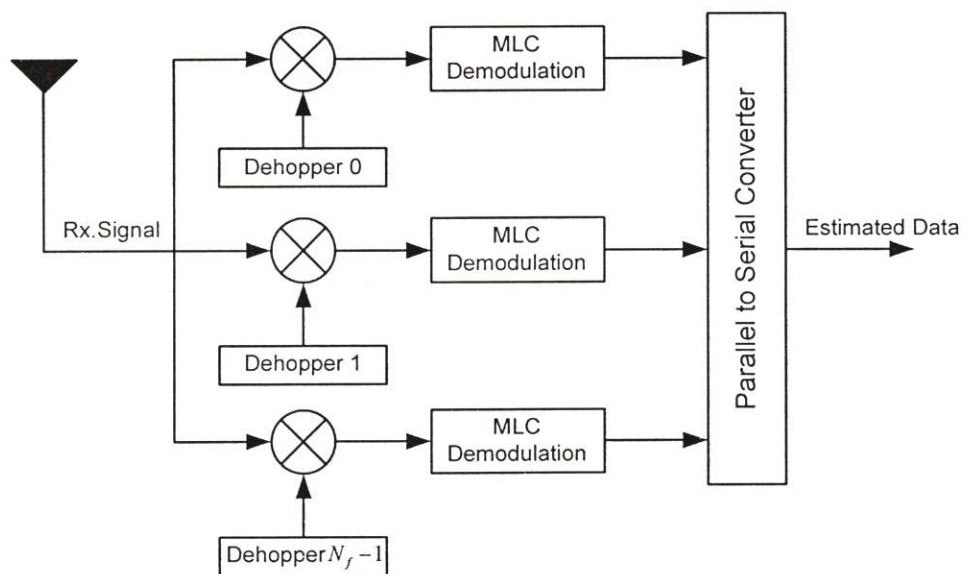 MLC
Demodulation
Dehopper 0
Rx.Signal
MLC
Demodulation
Dehopper 1
MLC
Demodulation
Dehopper N_f -1
Parallel to Serial Converter
Estimated Data